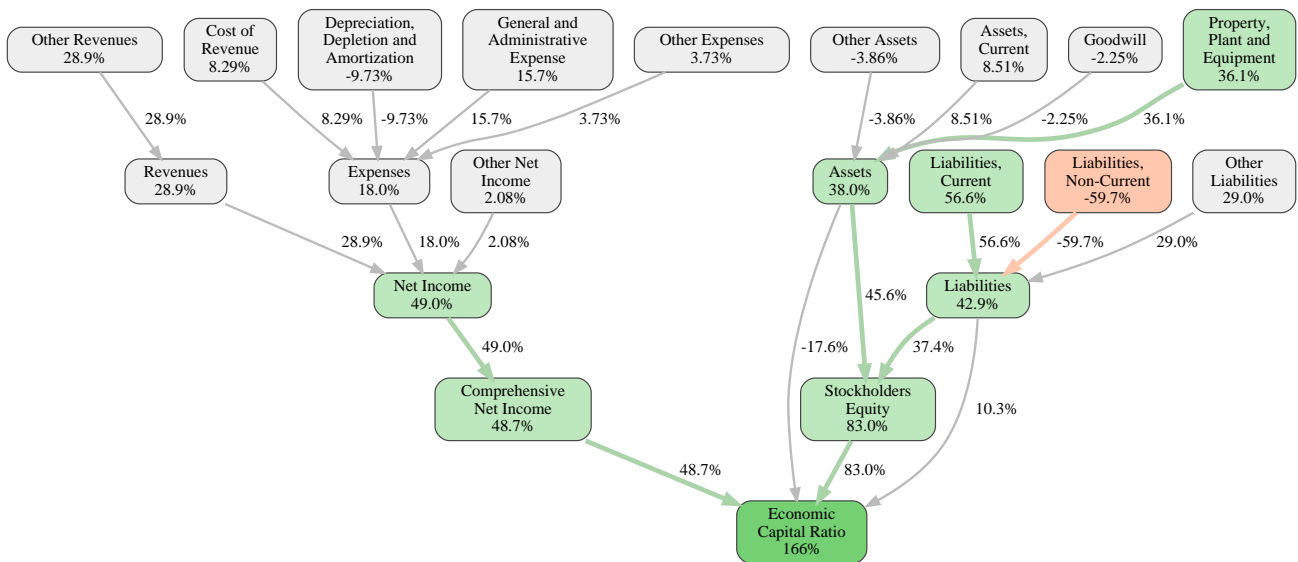 Other Revenues
28.9%
Cost of
Revenue
8.29%
Depreciation,
Depletion and
Amortization
-9.73%
General and
Administrative
Expense
15.7%
Other Expenses
3.73%
Other Assets
-3.86%
Assets,
Current
8.51%
Goodwill
-2.25%
Property,
Plant and
Equipment
36.1%
28.9%
8.29%
-9.73%
15.7%
3.73%
-3.86%
8.51%
-2.25%
36.1%
Revenues
28.9%
Expenses
18.0%
Other Net
Income
2.08%
Assets
38.0%
Liabilities,
Current
56.6%
Liabilities,
Non-Current
-59.7%
Other
Liabilities
29.0%
28.9%
18.0%
2.08%
56.6%
-59.7%
29.0%
Net Income
49.0%
45.6%
Liabilities
42.9%
49.0%
-17.6%
37.4%
Comprehensive
Net Income
48.7%
Stockholders
Equity
83.0%
10.3%
48.7%
83.0%
Economic
Capital Ratio
166%